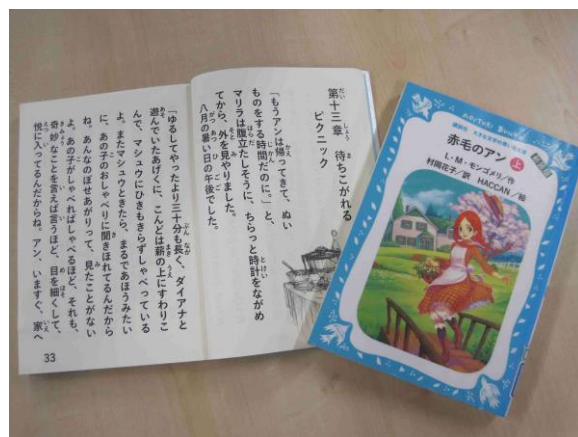 第十三章 待ちこがれる
ピクニック
「もうアンは帰ってきて、ぬい
ものをする時間だのに。」と、
マリラは腹立たしそうに、ちらっと時計をながめ
てから、外を見やりました。
八月の暑い日の午後でした。
「ゆるしてやったより三十分も長く、ダイアナと
遊んでいたあげくに、こんどは薪の上にすわりこ
んで、マシュウにひきもきらずしゃべっている
よ。またマシュウときたら、まるであほうみたい
に、あの子のおしゃべりに聞きほれてるんだから
ね。あんなのぼせあがりって、見たことがない
よ。あの子がしゃべればしゃべるほど、それも、
奇妙なことを言えば言うほど、目を細くして、
悦に入ってるんだからね。アン、いますぐ、家へ
33
講談社 青い鳥文庫
赤毛のアン 上
L・M・モンゴメリ／作
村岡花子／訳 HACCAN／絵